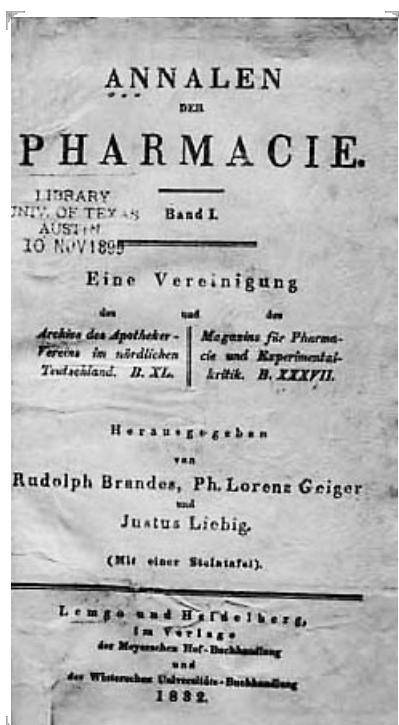 ANNALEN
DER
PHARMACIE.
LIBRARY
UNIV. OF TEXAS
AUSTIN
10 NOV 1899
Band I.
Eine Vereinigung
des und des
Archivs des Apotheker-
Vereins im nördlichen
Teutschland. B. XL.
Magazins für Pharma-
cie und Experimental-
kritik. B. XXXVII.
Herausgegeben
von
Rudolph Brandes, Ph. Lorenz Geiger
und
Justus Liebig.
(Mit einer Steintafel).
Lemgo und Heidelberg,
im Verlage
der Meyerschen Hof-Buchhandlung
und
der Winterschen Universitäts-Buchhandlung
1832.